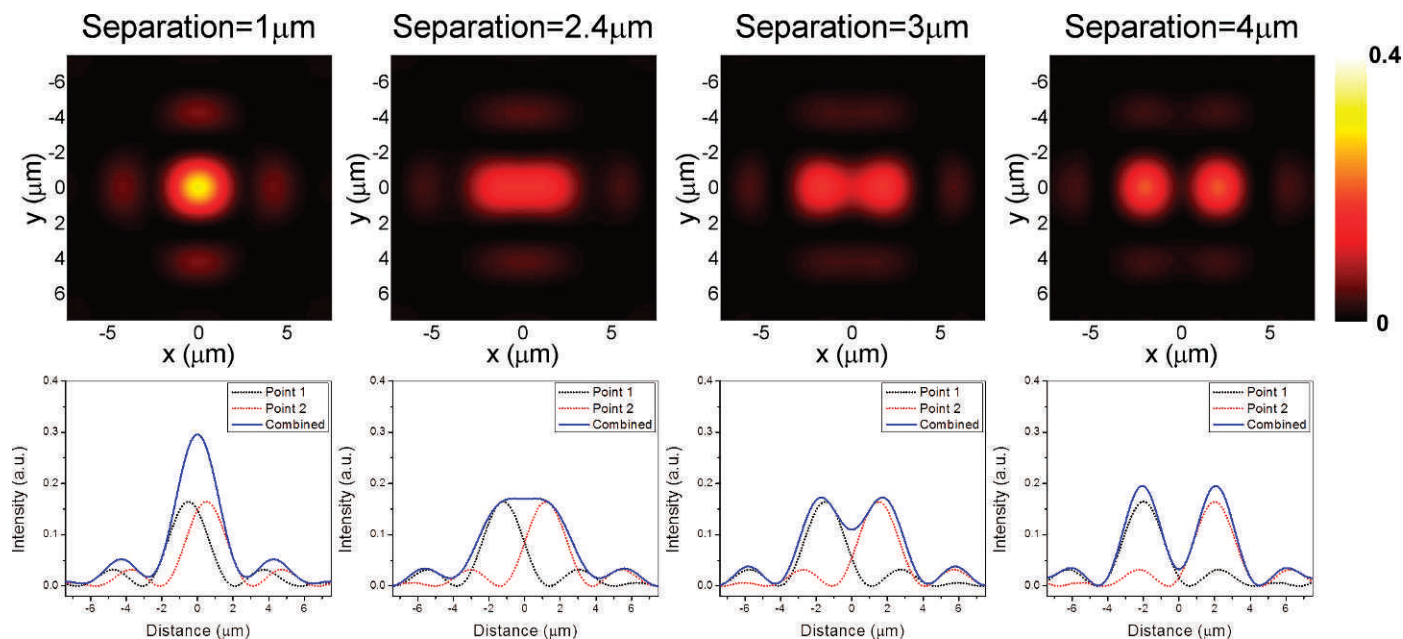 Separation=1μm
Separation=2.4μm
Separation=3μm
Separation=4μm
0.4
0
y (μm)
-6
-4
-2
0
2
4
6
-5 0 5
x (μm)
y (μm)
-6
-4
-2
0
2
4
6
-5 0 5
x (μm)
y (μm)
-6
-4
-2
0
2
4
6
-5 0 5
x (μm)
y (μm)
-6
-4
-2
0
2
4
6
-5 0 5
x (μm)
Intensity (a.u.)
0.4
0.3
0.2
0.1
0.0
Point 1
Point 2
Combined
-6 -4 -2 0 2 4 6
Distance (μm)
Intensity (a.u.)
0.4
0.3
0.2
0.1
0.0
Point 1
Point 2
Combined
-6 -4 -2 0 2 4 6
Distance (μm)
Intensity (a.u.)
0.4
0.3
0.2
0.1
0.0
Point 1
Point 2
Combined
-6 -4 -2 0 2 4 6
Distance (μm)
Intensity (a.u.)
0.4
0.3
0.2
0.1
0.0
Point 1
Point 2
Combined
-6 -4 -2 0 2 4 6
Distance (μm)